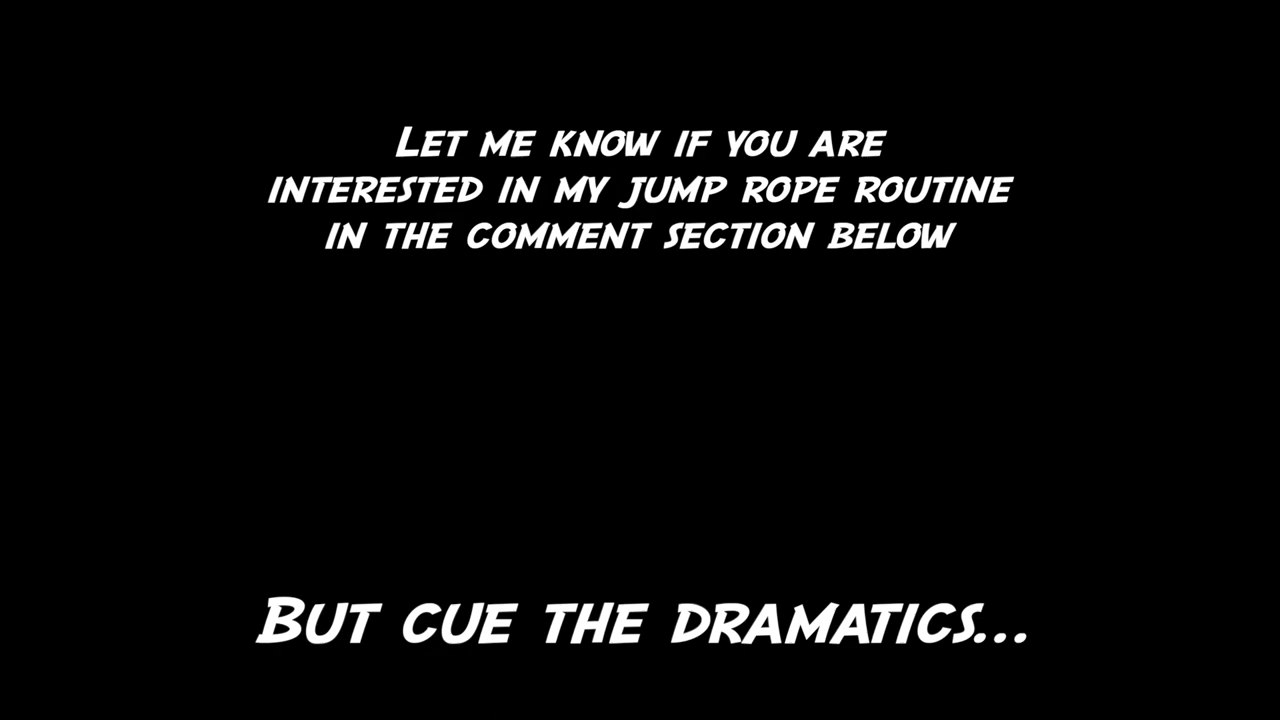 Let me know if you are
interested in my jump rope routine
in the comment section below
But cue the dramatics...